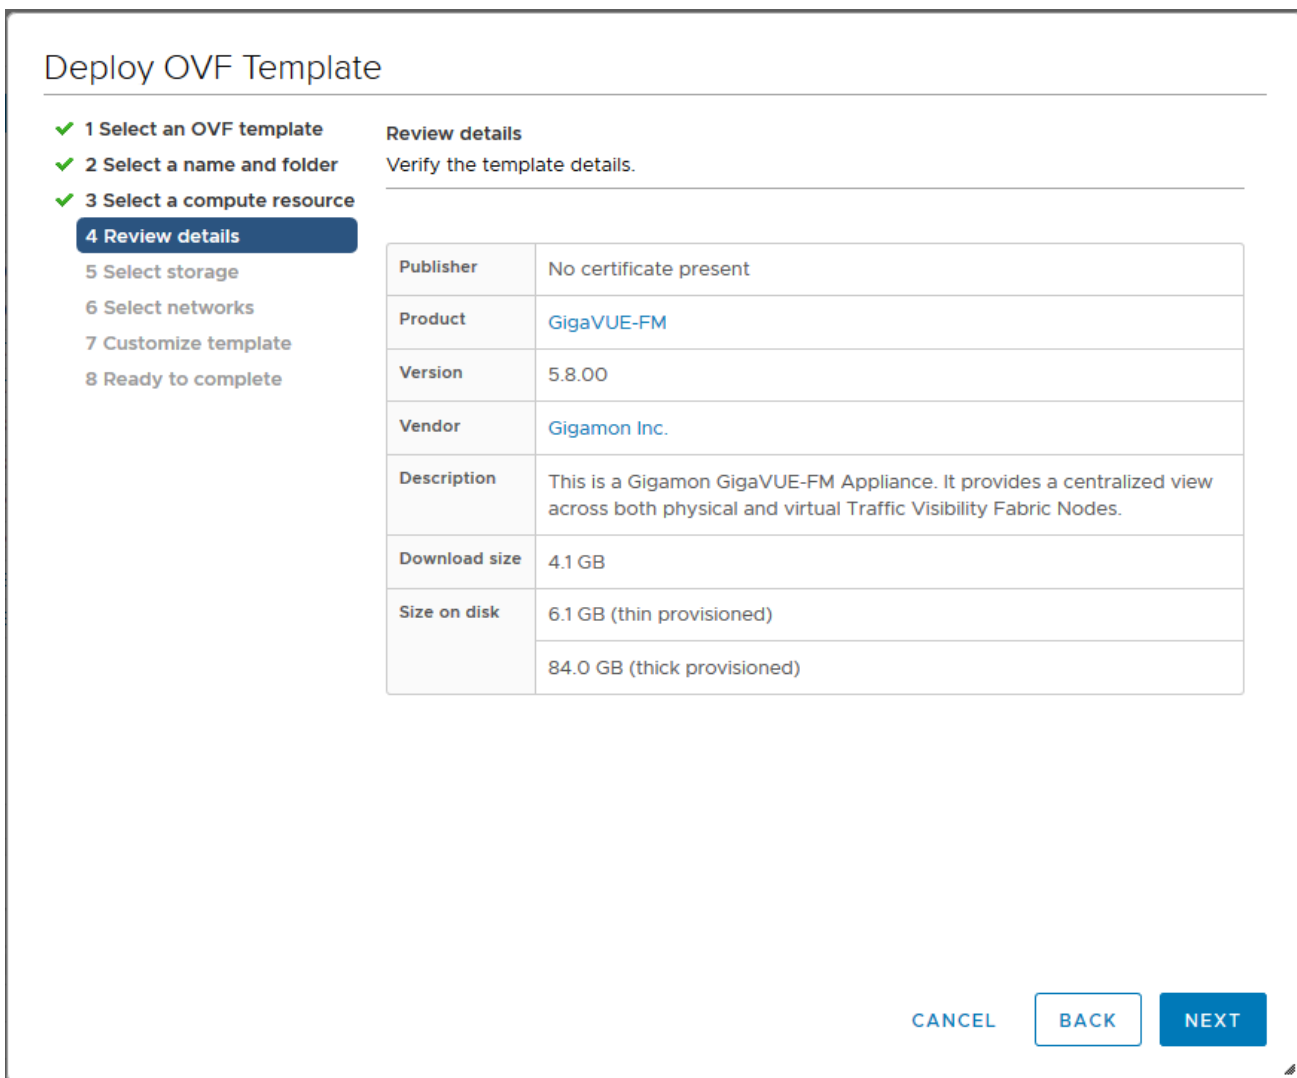 Deploy OVF Template
1 Select an OVF template
2 Select a name and folder
3 Select a compute resource
4 Review details
5 Select storage
6 Select networks
7 Customize template
8 Ready to complete
Review details
Verify the template details.
Publisher No certificate present
Product GigaVUE-FM
Version 5.8.00
Vendor Gigamon Inc.
Description This is a Gigamon GigaVUE-FM Appliance. It provides a centralized view
across both physical and virtual Traffic Visibility Fabric Nodes.
Download size 4.1 GB
Size on disk 6.1 GB (thin provisioned)
84.0 GB (thick provisioned)
CANCEL BACK NEXT